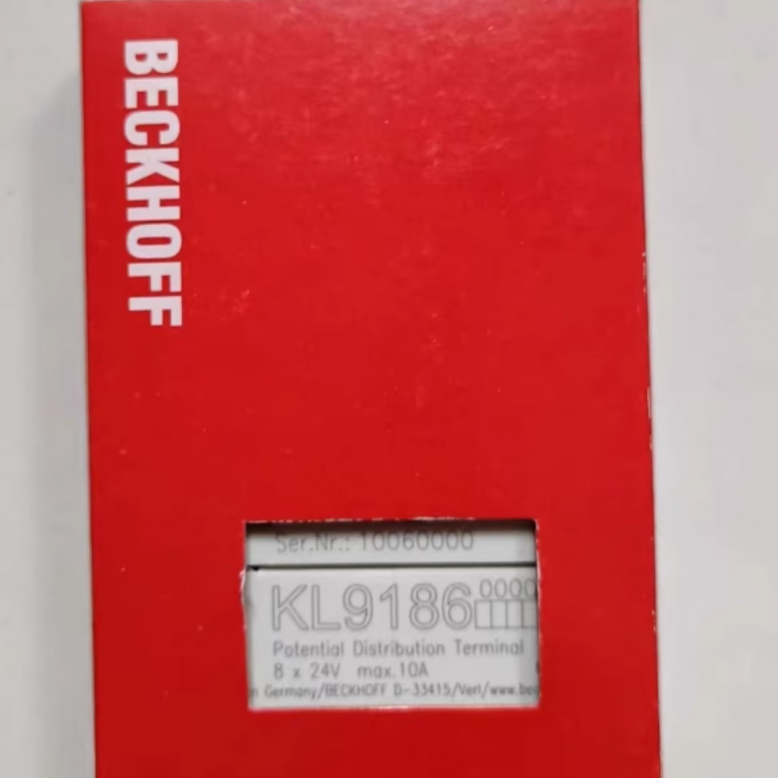 BECKHOFF
Ser.Nr.: 10060000
KL9186 0000
Potential Distribution Terminal
8 x 24V max.10A
n Germany/BECKHOFF D-33415/Verl/www.be